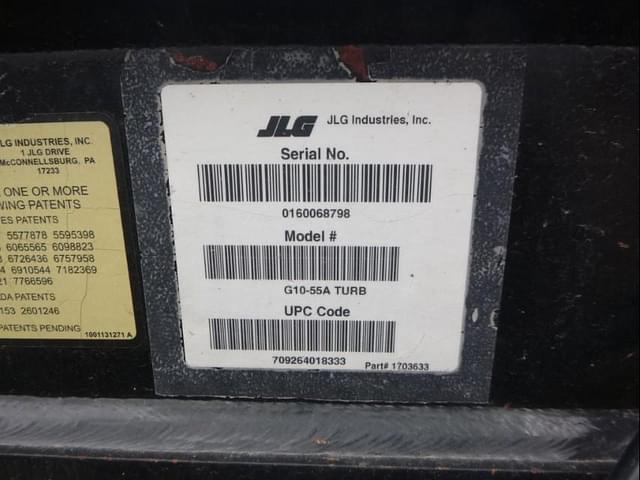 JLG INDUSTRIES, INC.
1 JLG DRIVE
McCONNELLSBURG, PA
17233
ONE OR MORE
WING PATENTS
ES PATENTS
5577878 5595398
6065565 6098823
6726436 6757958
6910544 7182369
21 7766596
DA PATENTS
153 2601246
PATENTS PENDING
1001131271 A
JLG JLG Industries, Inc.
Serial No.
0160068798
Model #
G10-55A TURB
UPC Code
709264018333
Part# 1703633